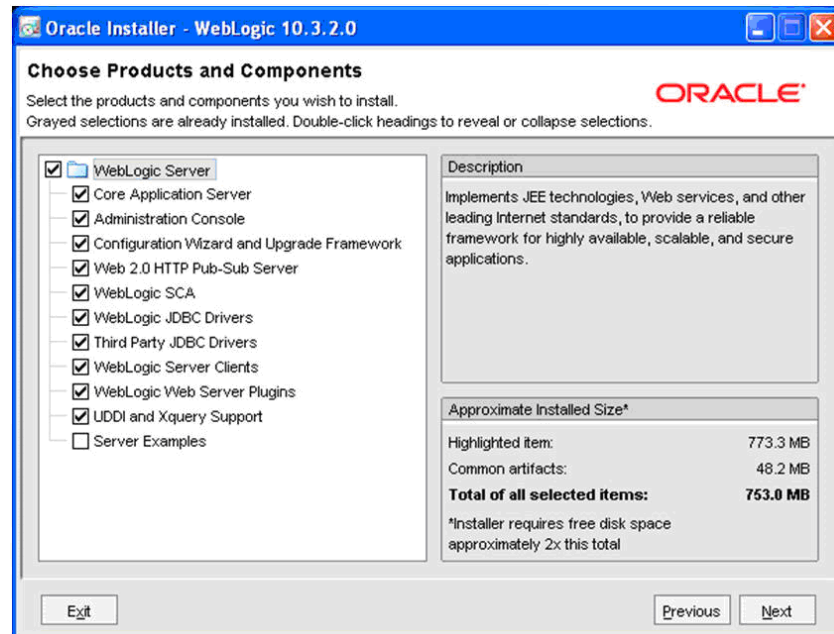 Oracle Installer - WebLogic 10.3.2.0
Choose Products and Components
Select the products and components you wish to install.
Grayed selections are already installed. Double-click headings to reveal or collapse selections.
ORACLE
WebLogic Server
Core Application Server
Administration Console
Configuration Wizard and Upgrade Framework
Web 2.0 HTTP Pub-Sub Server
WebLogic SCA
WebLogic JDBC Drivers
Third Party JDBC Drivers
WebLogic Server Clients
WebLogic Web Server Plugins
UDDI and Xquery Support
Server Examples
Description
Implements JEE technologies, Web services, and other
leading Internet standards, to provide a reliable
framework for highly available, scalable, and secure
applications.
Approximate Installed Size*
Highlighted item: 773.3 MB
Common artifacts: 48.2 MB
Total of all selected items: 753.0 MB
*Installer requires free disk space
approximately 2x this total
Exit
Previous
Next